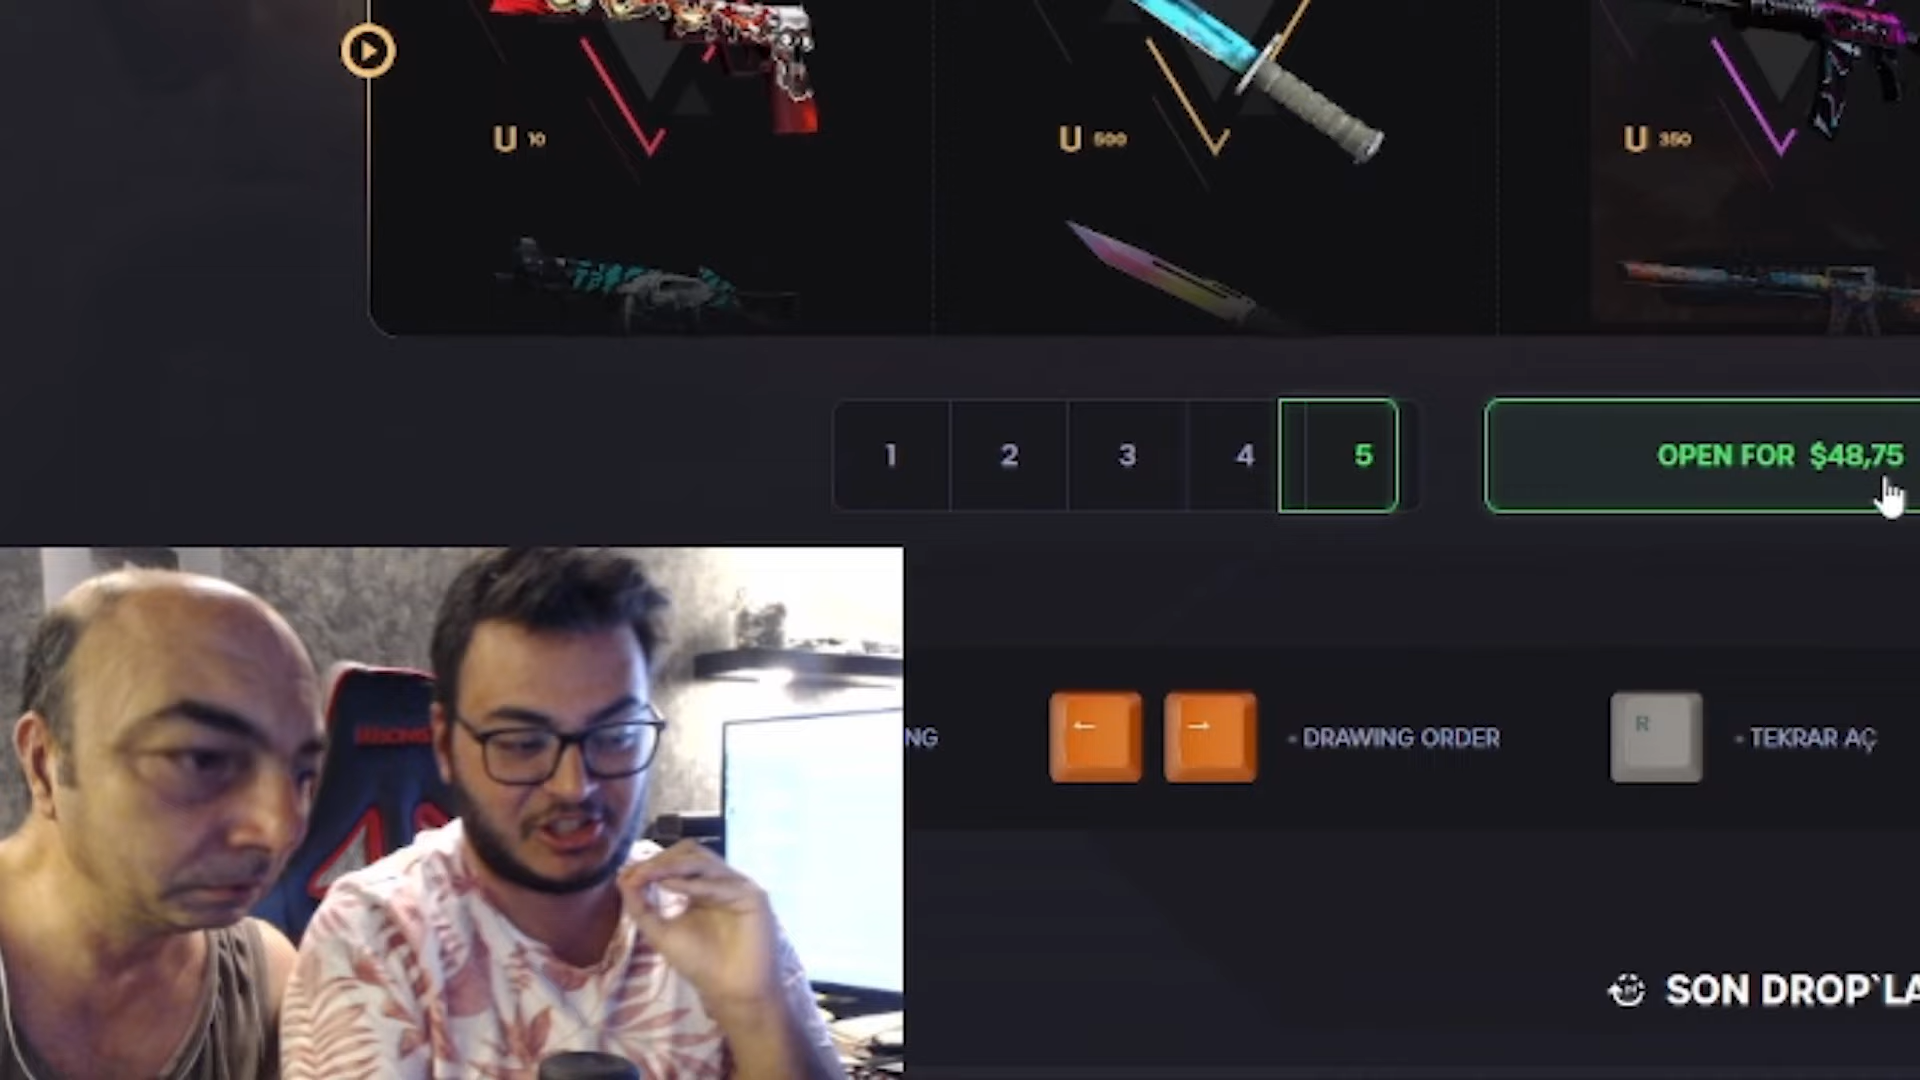 U 10
U 500
U 350
1 2 3 4 5
OPEN FOR $48,75
NG
← → - DRAWING ORDER
R - TEKRAR AÇ
SON DROP`LA